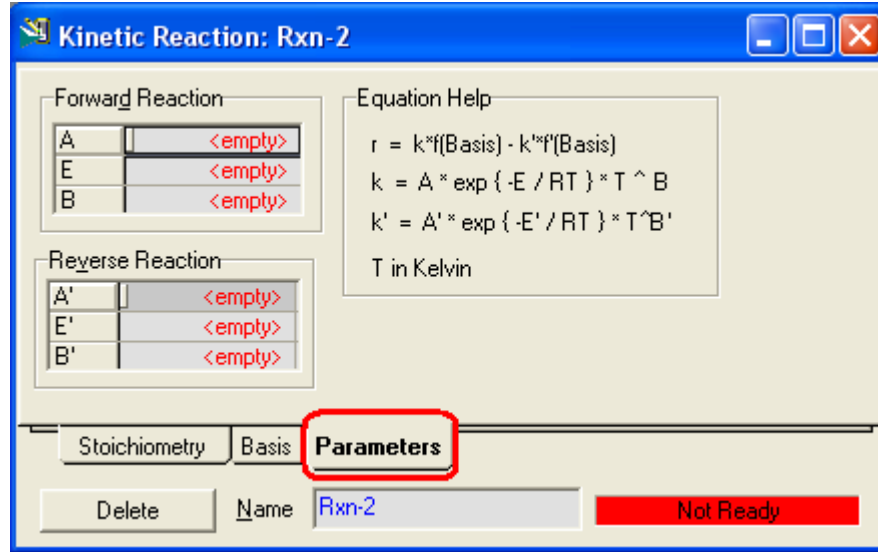 Kinetic Reaction: Rxn-2
Forward Reaction
A <empty>
E <empty>
B <empty>
Reverse Reaction
A' <empty>
E' <empty>
B' <empty>
Equation Help
r = k*f(Basis) - k'*f'(Basis)
k = A * exp { -E / RT } * T ^ B
k' = A' * exp { -E' / RT } * T^B'
T in Kelvin
Stoichiometry Basis Parameters
Delete Name Rxn-2 Not Ready